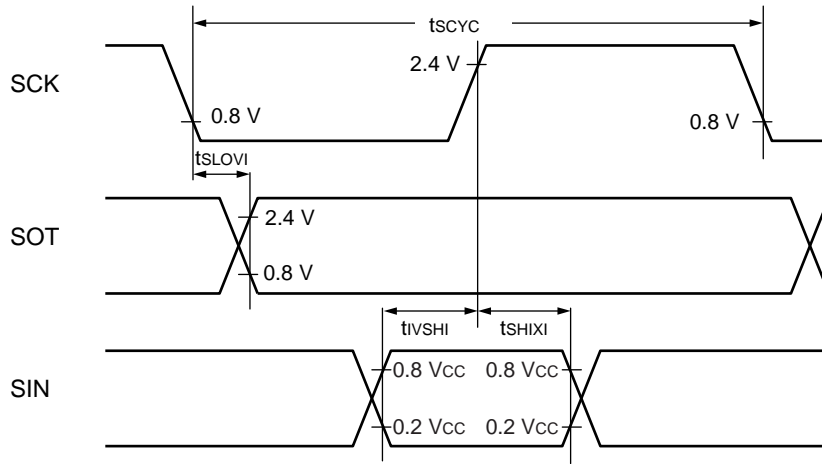 tSCYC
SCK
2.4 V
0.8 V
0.8 V
tSLOVI
SOT
2.4 V
0.8 V
tIVSHI
tSHIXI
SIN
0.8 VCC
0.8 VCC
0.2 VCC
0.2 VCC